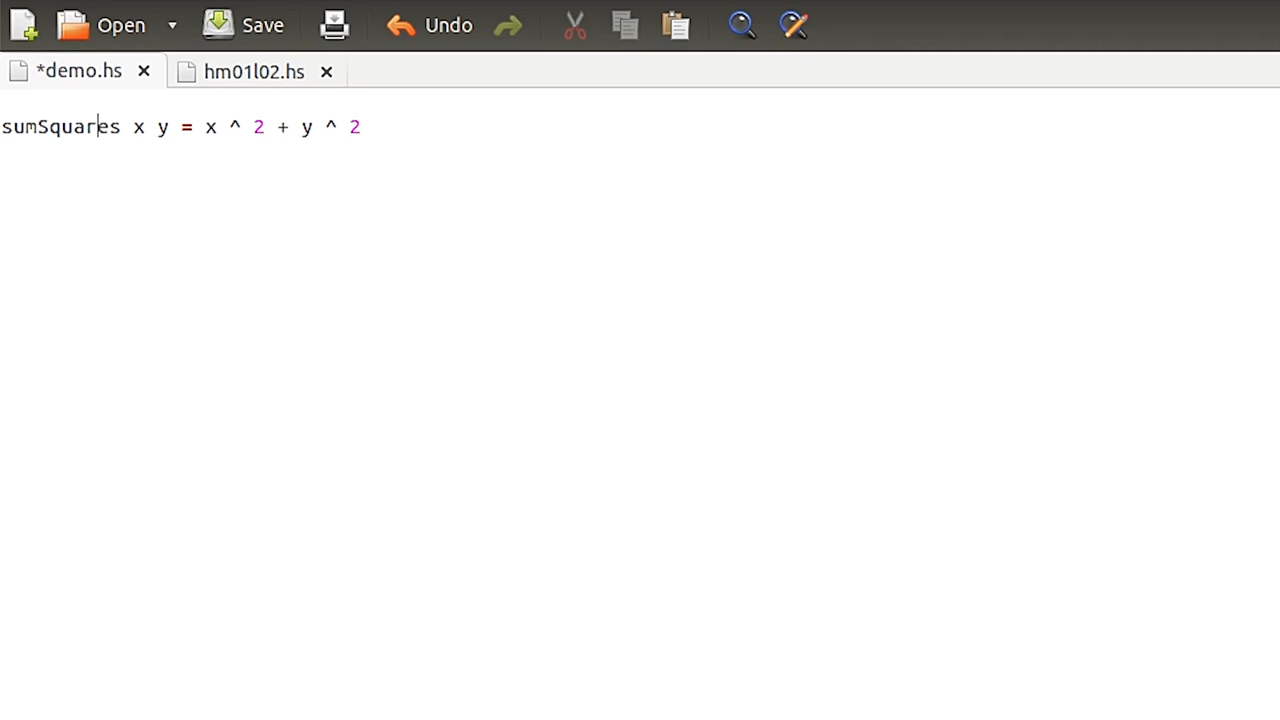 Open Save Undo
*demo.hs hm01l02.hs
sumSquares x y = x ^ 2 + y ^ 2